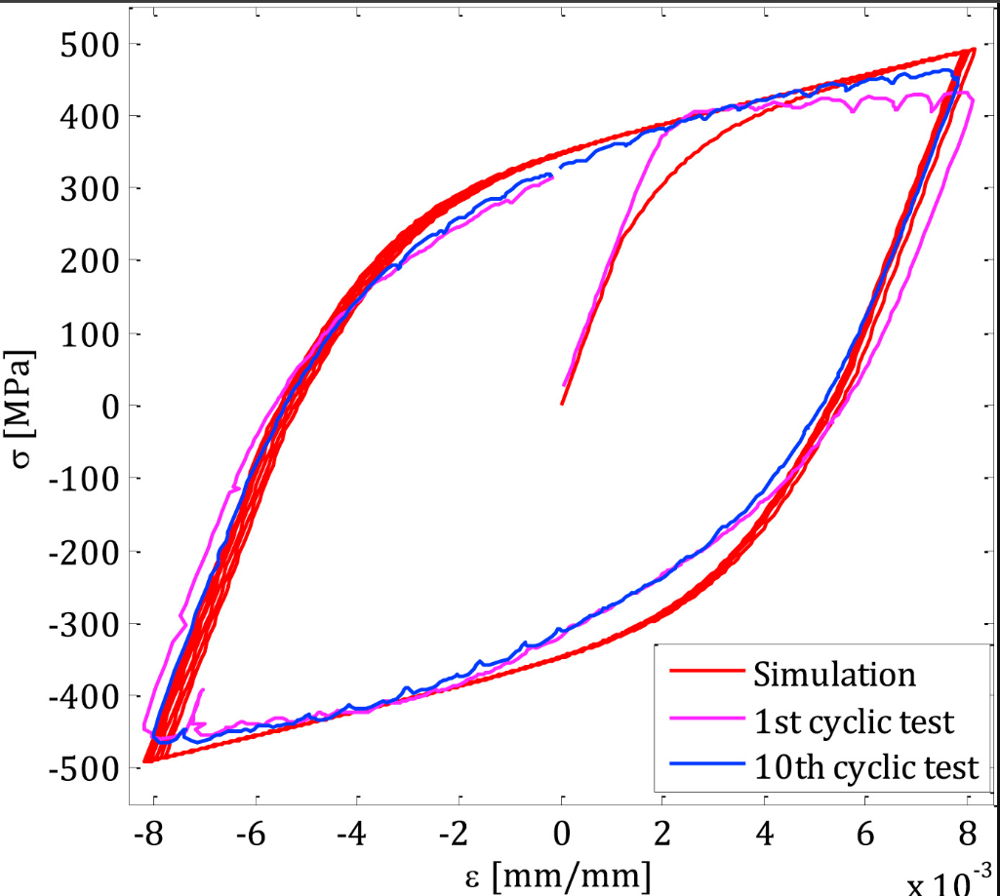 500
400
300
200
100
0
-100
-200
-300
-400
-500
σ [MPa]
-8 -6 -4 -2 0 2 4 6 8
ε [mm/mm]
x 10-3
Simulation
1st cyclic test
10th cyclic test